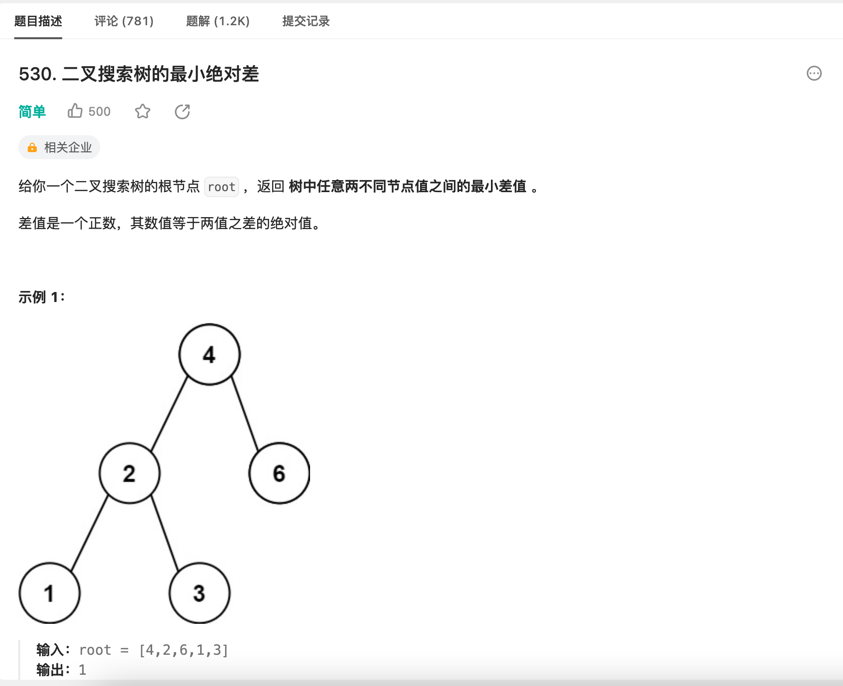 题目描述 评论 (781) 题解 (1.2K) 提交记录
530. 二叉搜索树的最小绝对差
简单 500
相关企业
给你一个二叉搜索树的根节点 root ，返回 树中任意两不同节点值之间的最小差值 。
差值是一个正数，其数值等于两值之差的绝对值。
示例 1：
4
2 6
1 3
输入：root = [4,2,6,1,3]
输出：1